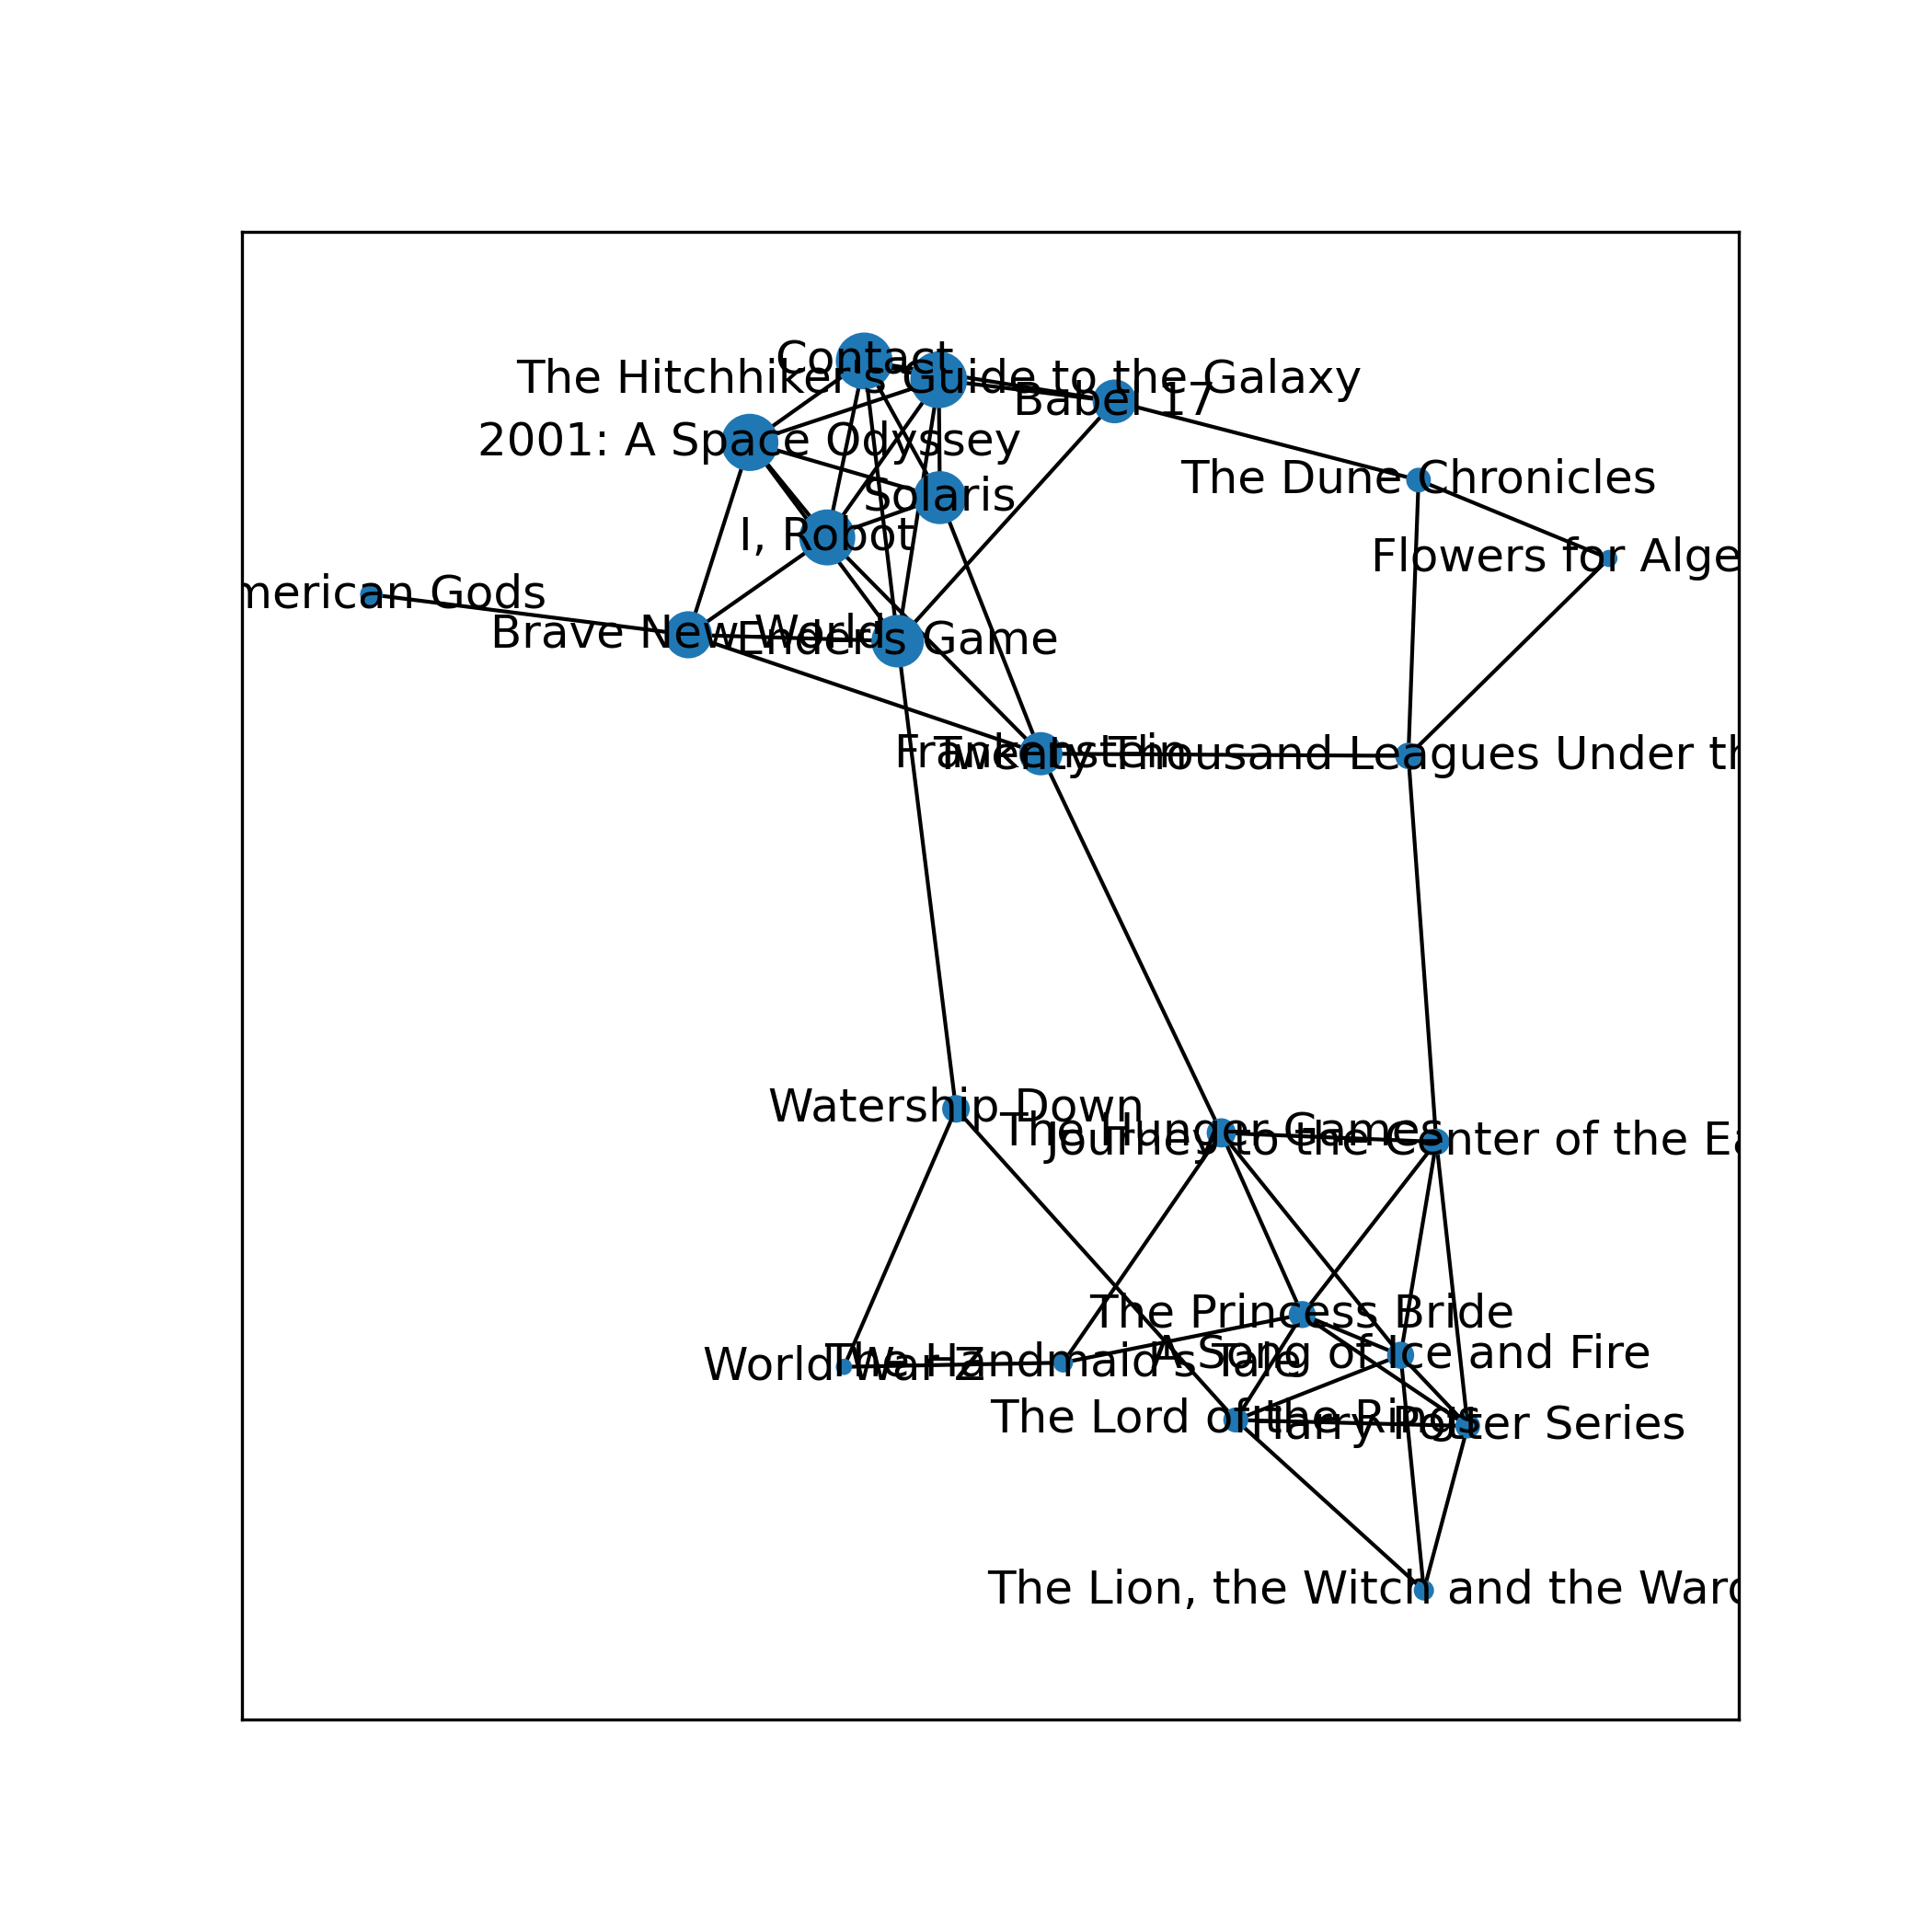 Contact
The Hitchhiker's Guide to the Galaxy
Babel 17
2001: A Space Odyssey
The Dune Chronicles
Solaris
I, Robot
Flowers for Alge
merican Gods
Brave New World
Ender's Game
Frankenstein
Twenty Thousand Leagues Under th
Watership Down
The Hunger Games
Journey to the Center of the Ea
The Princess Bride
A Song of Ice and Fire
World War Z
The Handmaid's Tale
The Lord of the Rings
Harry Potter Series
The Lion, the Witch and the Ward